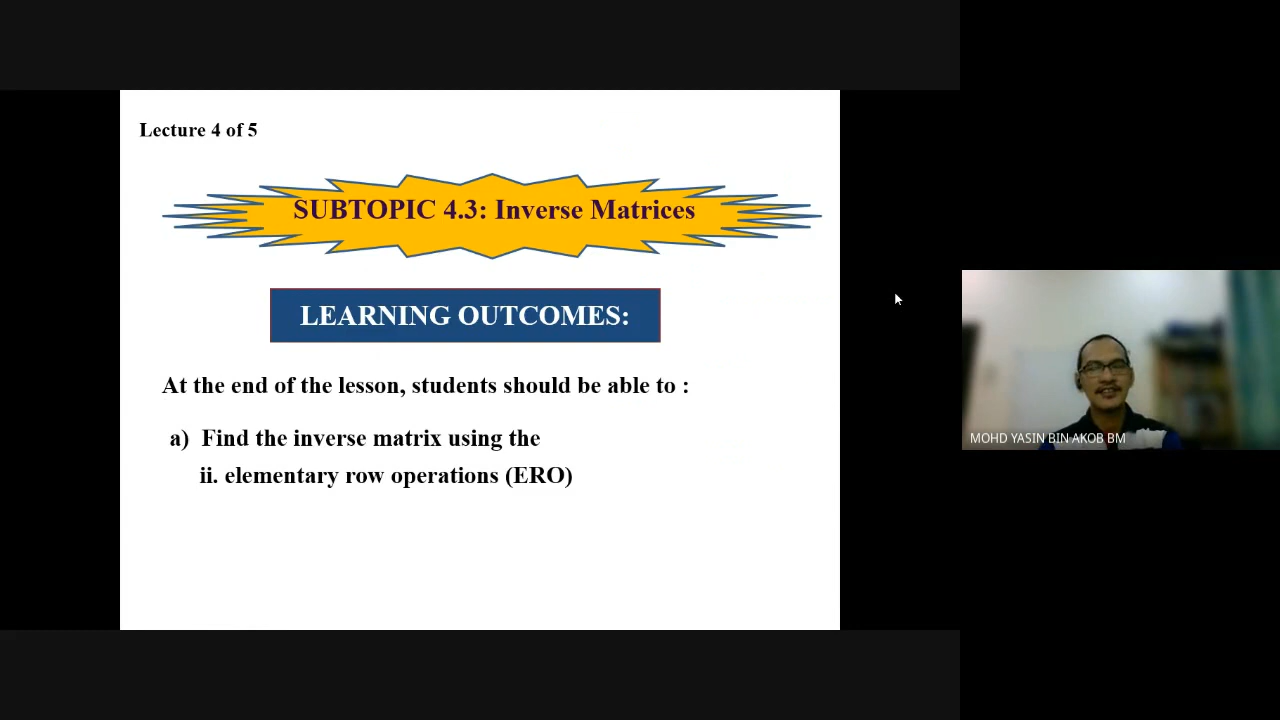 Lecture 4 of 5
SUBTOPIC 4.3: Inverse Matrices
LEARNING OUTCOMES:
At the end of the lesson, students should be able to :
a) Find the inverse matrix using the
ii. elementary row operations (ERO)
MOHD YASIN BIN AKOB BM